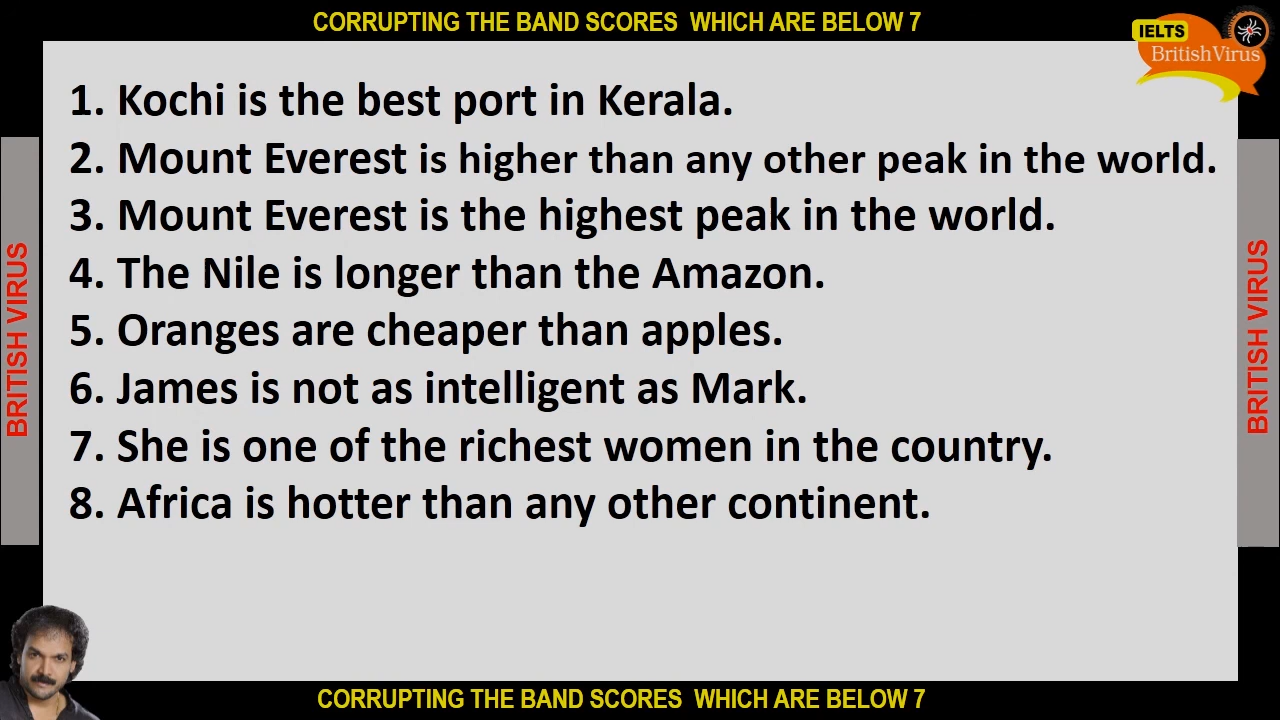 CORRUPTING THE BAND SCORES WHICH ARE BELOW 7
IELTS
BritishVirus
1. Kochi is the best port in Kerala.
2. Mount Everest is higher than any other peak in the world.
3. Mount Everest is the highest peak in the world.
4. The Nile is longer than the Amazon.
5. Oranges are cheaper than apples.
6. James is not as intelligent as Mark.
7. She is one of the richest women in the country.
8. Africa is hotter than any other continent.
BRITISH VIRUS
BRITISH VIRUS
CORRUPTING THE BAND SCORES WHICH ARE BELOW 7